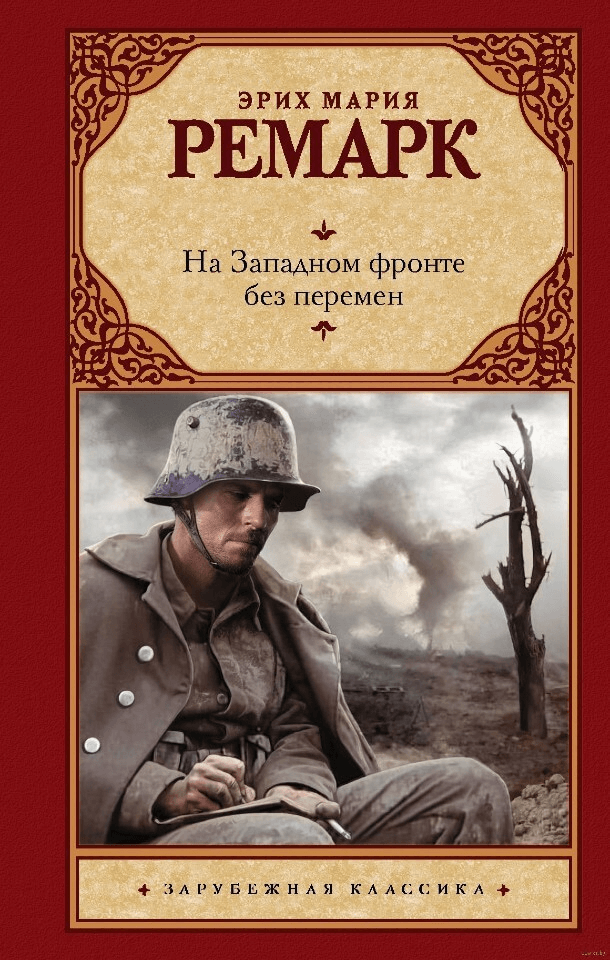 ЭРИХ МАРИЯ
РЕМАРК
На Западном фронте
без перемен
ЗАРУБЕЖНАЯ КЛАССИКА